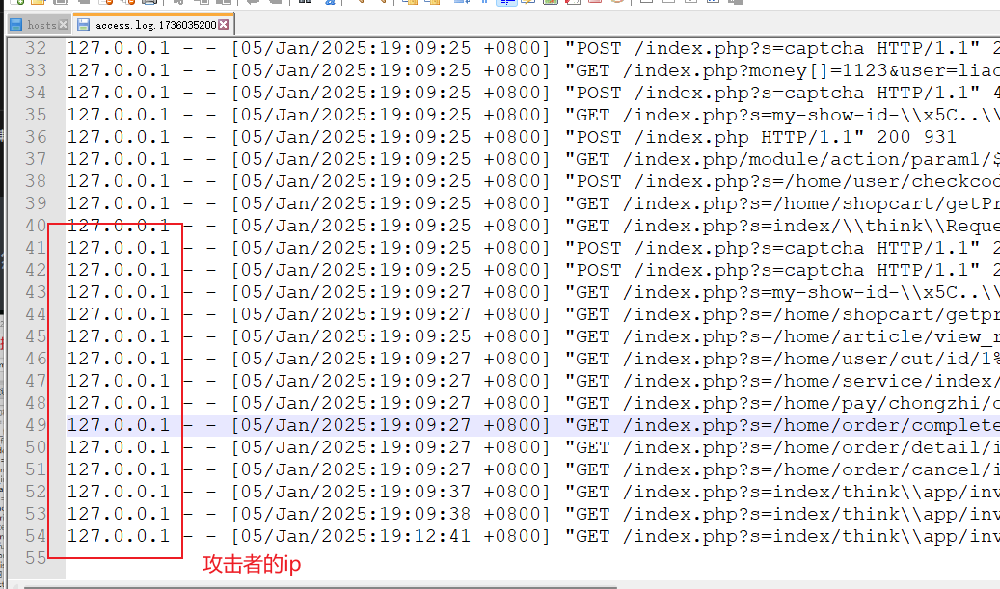 hosts
access.log.1736035200
32 127.0.0.1 - - [05/Jan/2025:19:09:25 +0800] "POST /index.php?s=captcha HTTP/1.1" 2
33 127.0.0.1 - - [05/Jan/2025:19:09:25 +0800] "GET /index.php?money[]=1123&user=liao
34 127.0.0.1 - - [05/Jan/2025:19:09:25 +0800] "POST /index.php?s=captcha HTTP/1.1" 4
35 127.0.0.1 - - [05/Jan/2025:19:09:25 +0800] "GET /index.php?s=my-show-id-\\x5C..\\
36 127.0.0.1 - - [05/Jan/2025:19:09:25 +0800] "POST /index.php HTTP/1.1" 200 931
37 127.0.0.1 - - [05/Jan/2025:19:09:25 +0800] "GET /index.php/module/action/param1/$
38 127.0.0.1 - - [05/Jan/2025:19:09:25 +0800] "POST /index.php?s=/home/user/checkcod
39 127.0.0.1 - - [05/Jan/2025:19:09:25 +0800] "GET /index.php?s=/home/shopcart/getPr
40 127.0.0.1 - - [05/Jan/2025:19:09:25 +0800] "GET /index.php?s=index/\\think\\Reque
41 127.0.0.1 - - [05/Jan/2025:19:09:25 +0800] "POST /index.php?s=captcha HTTP/1.1" 2
42 127.0.0.1 - - [05/Jan/2025:19:09:25 +0800] "POST /index.php?s=captcha HTTP/1.1" 2
43 127.0.0.1 - - [05/Jan/2025:19:09:27 +0800] "GET /index.php?s=my-show-id-\\x5C..\\
44 127.0.0.1 - - [05/Jan/2025:19:09:27 +0800] "GET /index.php?s=/home/shopcart/getpr
45 127.0.0.1 - - [05/Jan/2025:19:09:25 +0800] "GET /index.php?s=/home/article/view_r
46 127.0.0.1 - - [05/Jan/2025:19:09:27 +0800] "GET /index.php?s=/home/user/cut/id/1%
47 127.0.0.1 - - [05/Jan/2025:19:09:27 +0800] "GET /index.php?s=/home/service/index/
48 127.0.0.1 - - [05/Jan/2025:19:09:27 +0800] "GET /index.php?s=/home/pay/chongzhi/o
49 127.0.0.1 - - [05/Jan/2025:19:09:27 +0800] "GET /index.php?s=/home/order/complete
50 127.0.0.1 - - [05/Jan/2025:19:09:27 +0800] "GET /index.php?s=/home/order/detail/i
51 127.0.0.1 - - [05/Jan/2025:19:09:27 +0800] "GET /index.php?s=/home/order/cancel/i
52 127.0.0.1 - - [05/Jan/2025:19:09:37 +0800] "GET /index.php?s=index/think\\app/inv
53 127.0.0.1 - - [05/Jan/2025:19:09:38 +0800] "GET /index.php?s=index/think\\app/inv
54 127.0.0.1 - - [05/Jan/2025:19:12:41 +0800] "GET /index.php?s=index/think\\app/inv
55
攻击者的ip